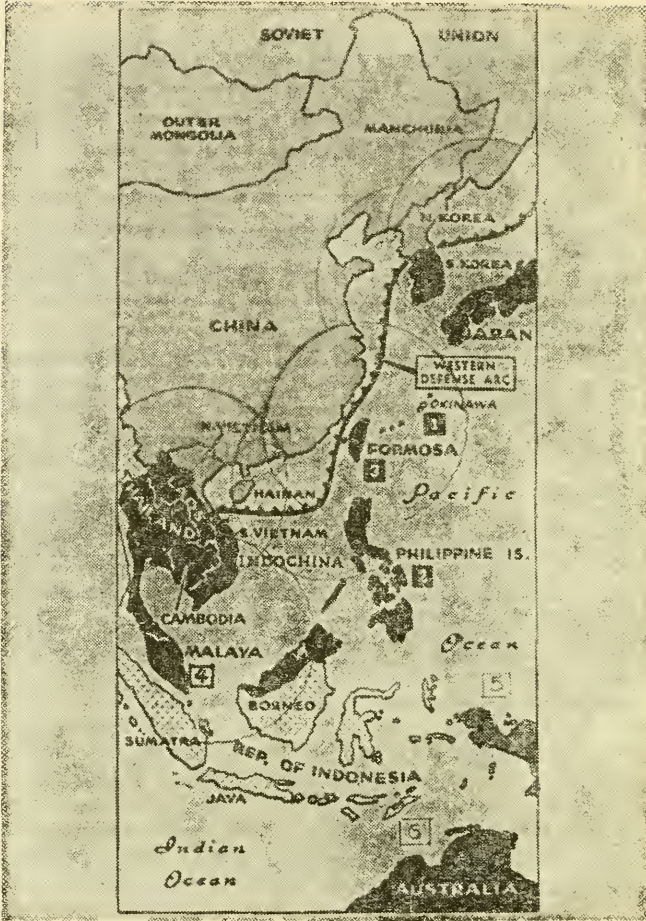 SOVIET UNION
OUTER
MONGOLIA
MANCHURIA
N. KOREA
S. KOREA
CHINA
JAPAN
WESTERN
DEFENSE ARC
OKINAWA
1
N. VIETNAM
FORMOSA
3
HAINAN
Pacific
LAOS
THAILAND
S. VIETNAM
INDOCHINA
PHILIPPINE IS.
2
CAMBODIA
MALAYA
4
Ocean
5
BORNEO
SUMATRA
REP. OF INDONESIA
JAVA
6
Indian
Ocean
AUSTRALIA